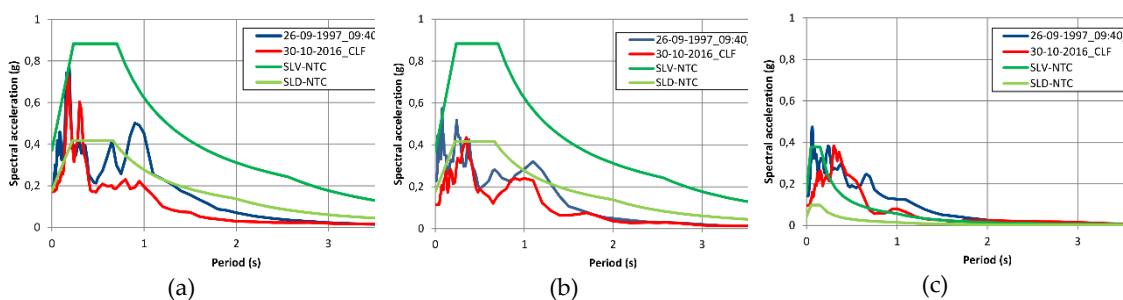 1
0,8
0,6
0,4
0,2
0
Spectral acceleration (g)
0 1 2 3
Period (s)
26-09-1997_09:40
30-10-2016_CLF
SLV-NTC
SLD-NTC
(a)
1
0,8
0,6
0,4
0,2
0
Spectral acceleration (g)
0 1 2 3
Period (s)
26-09-1997_09:40
30-10-2016_CLF
SLV-NTC
SLD-NTC
(b)
1
0,8
0,6
0,4
0,2
0
Spectral acceleration (g)
0 1 2 3
Period (s)
26-09-1997_09:40
30-10-2016_CLF
SLV-NTC
SLD-NTC
(c)